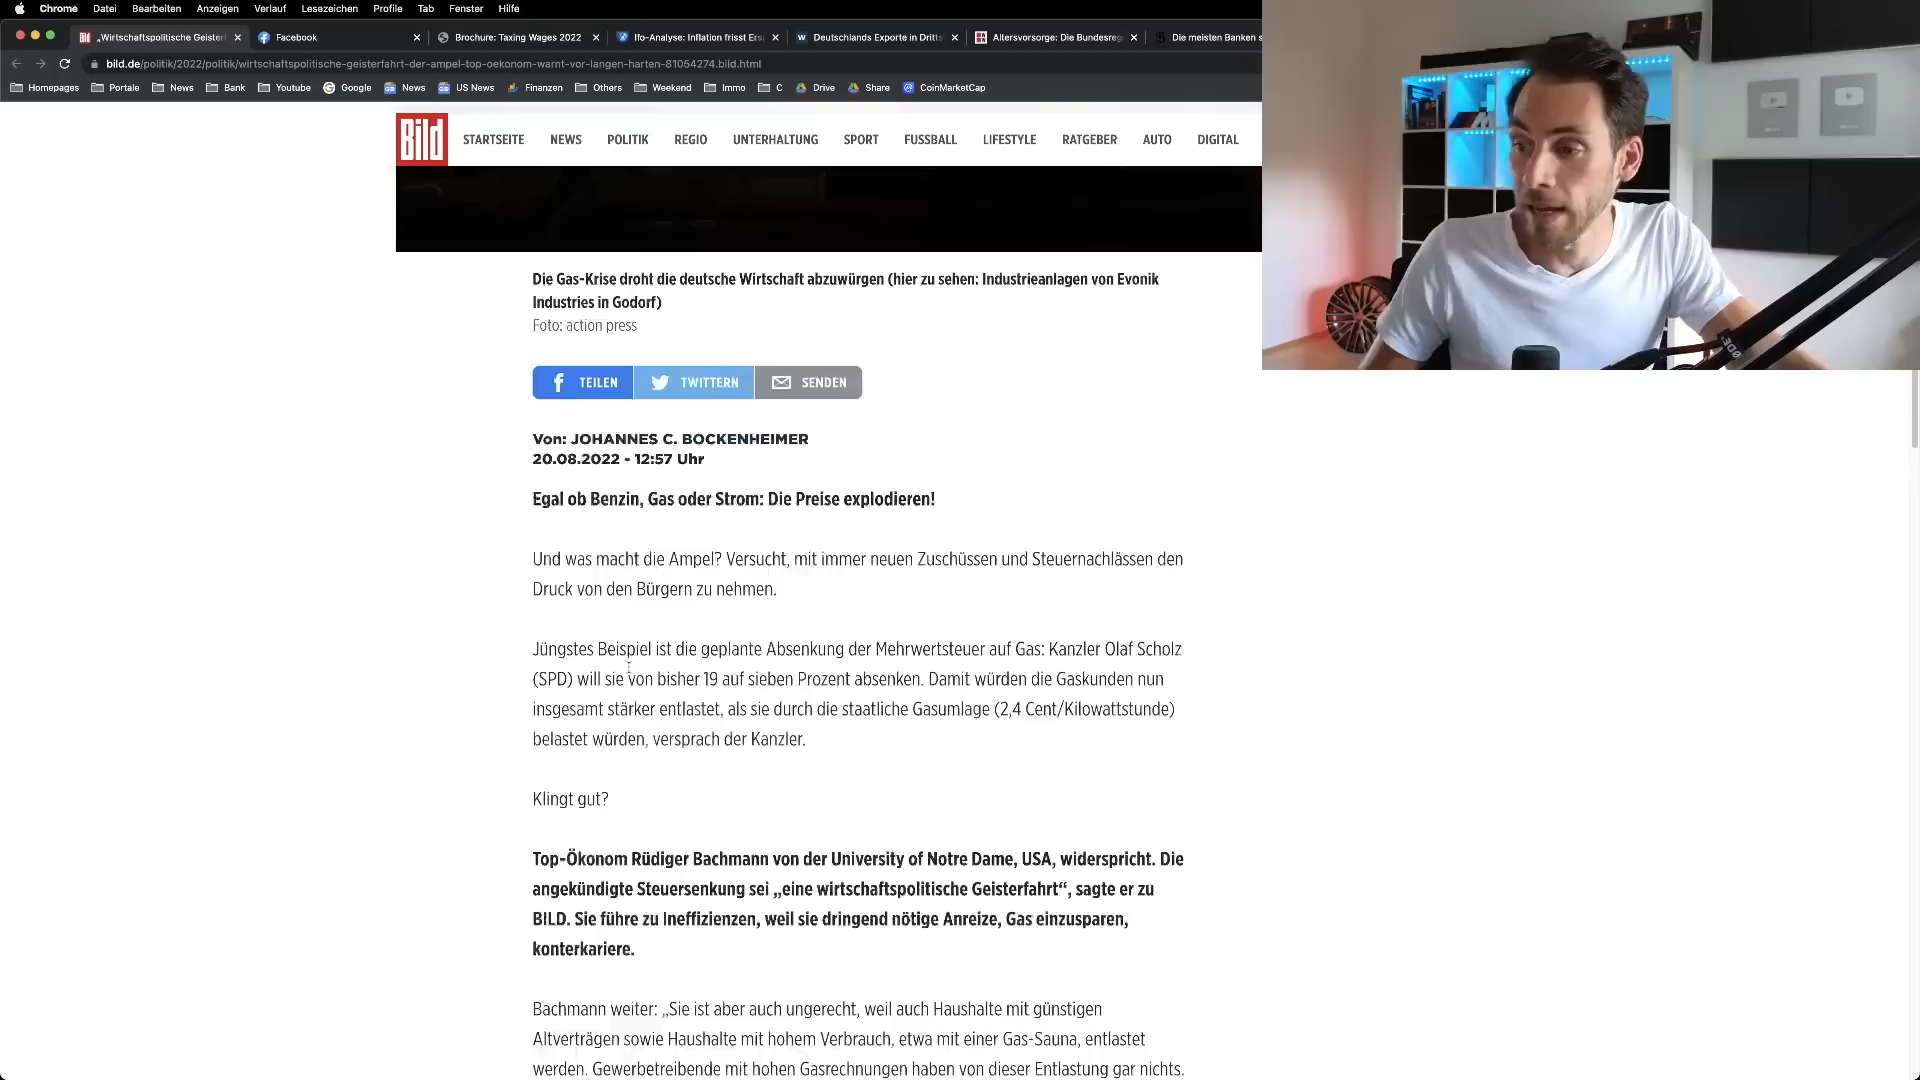 Chrome Datei Bearbeiten Anzeigen Verlauf Lesezeichen Profile Tab Fenster Hilfe
„Wirtschaftspolitische Geister
Facebook
Brochure: Taxing Wages 2022
Ifo-Analyse: Inflation frisst Ers
Deutschlands Exporte in Dritts
Altersvorsorge: Die Bundesreg
Die meisten Banken s
bild.de/politik/2022/politik/wirtschaftspolitische-geisterfahrt-der-ampel-top-oekonom-warnt-vor-langen-harten-81054274.bild.html
Homepages Portale News Bank Youtube Google News US News Finanzen Others Weekend Immo C Drive Share CoinMarketCap
Bild
STARTSEITE NEWS POLITIK REGIO UNTERHALTUNG SPORT FUSSBALL LIFESTYLE RATGEBER AUTO DIGITAL
Die Gas-Krise droht die deutsche Wirtschaft abzuwürgen (hier zu sehen: Industrieanlagen von Evonik
Industries in Godorf)
Foto: action press
TEILEN TWITTERN SENDEN
Von: JOHANNES C. BOCKENHEIMER
20.08.2022 - 12:57 Uhr
Egal ob Benzin, Gas oder Strom: Die Preise explodieren!
Und was macht die Ampel? Versucht, mit immer neuen Zuschüssen und Steuernachlässen den
Druck von den Bürgern zu nehmen.
Jüngstes Beispiel ist die geplante Absenkung der Mehrwertsteuer auf Gas: Kanzler Olaf Scholz
(SPD) will sie von bisher 19 auf sieben Prozent absenken. Damit würden die Gaskunden nun
insgesamt stärker entlastet, als sie durch die staatliche Gasumlage (2,4 Cent/Kilowattstunde)
belastet würden, versprach der Kanzler.
Klingt gut?
Top-Ökonom Rüdiger Bachmann von der University of Notre Dame, USA, widerspricht. Die
angekündigte Steuersenkung sei „eine wirtschaftspolitische Geisterfahrt“, sagte er zu
BILD. Sie führe zu Ineffizienzen, weil sie dringend nötige Anreize, Gas einzusparen,
konterkariere.
Bachmann weiter: „Sie ist aber auch ungerecht, weil auch Haushalte mit günstigen
Altverträgen sowie Haushalte mit hohem Verbrauch, etwa mit einer Gas-Sauna, entlastet
werden. Gewerbetreibende mit hohen Gasrechnungen haben von dieser Entlastung gar nichts.